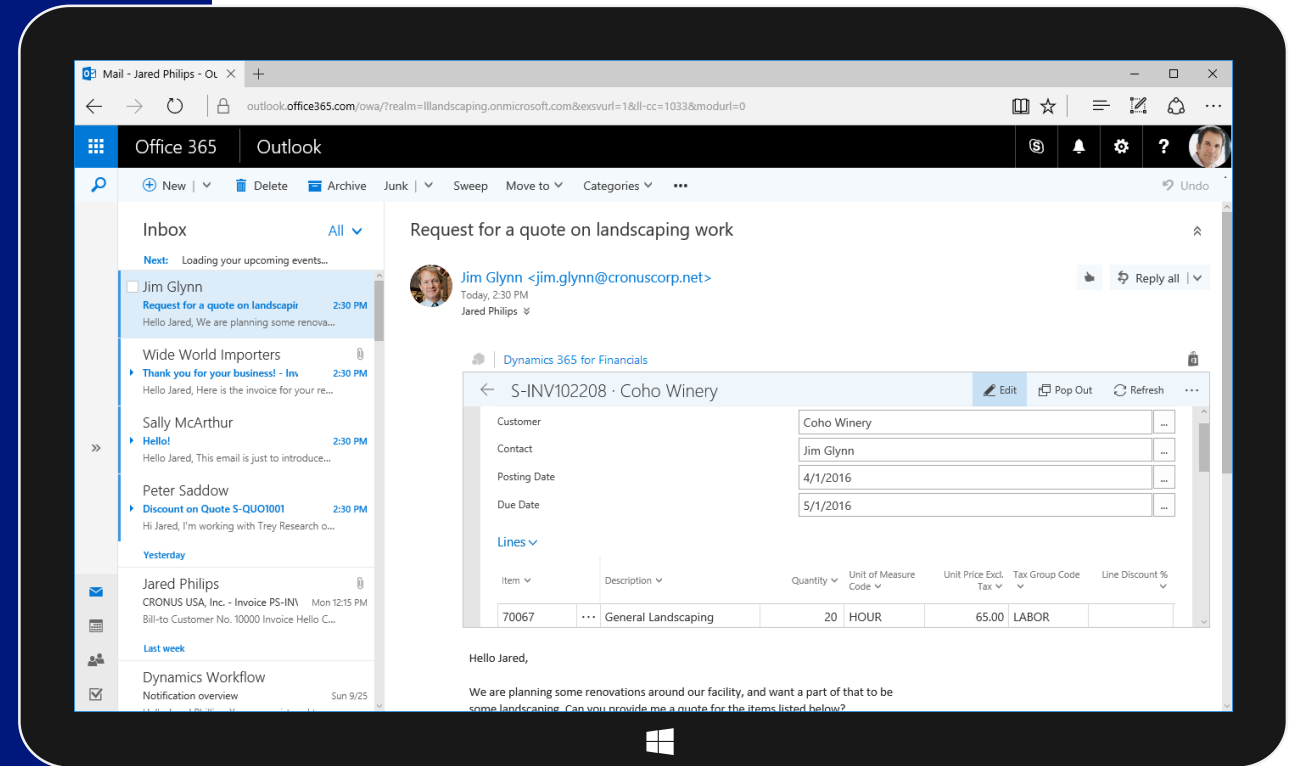 Mail - Jared Philips - Ou
outlook.office365.com/owa/?realm=lllandscaping.onmicrosoft.com&exsvurl=1&ll-cc=1033&modurl=0
Office 365 Outlook
?
New Delete Archive Junk Sweep Move to Categories ••• Undo
Inbox All
Next: Loading your upcoming events...
Jim Glynn
Request for a quote on landscapin 2:30 PM
Hello Jared, We are planning some renova...
Wide World Importers
Thank you for your business! - Inv 2:30 PM
Hello Jared, Here is the invoice for your re...
Sally McArthur
Hello! 2:30 PM
Hello Jared, This email is just to introduce...
Peter Saddow
Discount on Quote S-QUO1001 2:30 PM
Hi Jared, I'm working with Trey Research o...
Yesterday
Jared Philips
CRONUS USA, Inc. - Invoice PS-INV Mon 12:15 PM
Bill-to Customer No. 10000 Invoice Hello C...
Last week
Dynamics Workflow
Notification overview Sun 9/25
Request for a quote on landscaping work
Jim Glynn <jim.glynn@cronuscorp.net>
Today, 2:30 PM
Jared Philips
Reply all
Dynamics 365 for Financials
S-INV102208 · Coho Winery
Edit Pop Out Refresh ...
Customer Coho Winery ...
Contact Jim Glynn ...
Posting Date 4/1/2016 ...
Due Date 5/1/2016 ...
Lines
Item Description Quantity Unit of Measure Code Unit Price Excl. Tax Tax Group Code Line Discount %
70067 ... General Landscaping 20 HOUR 65.00 LABOR
Hello Jared,
We are planning some renovations around our facility, and want a part of that to be
some landscaping. Can you provide me a quote for the items listed below?